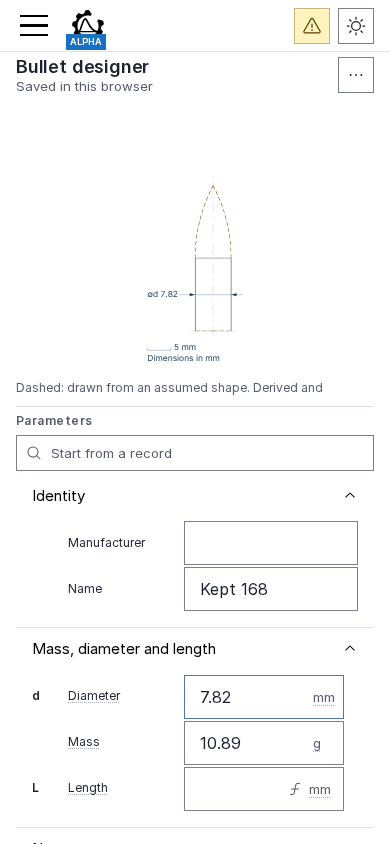 ALPHA
Bullet designer
Saved in this browser
...
ød 7.82
5 mm
Dimensions in mm
Dashed: drawn from an assumed shape. Derived and
Parameters
Start from a record
Identity
Manufacturer
Name Kept 168
Mass, diameter and length
d Diameter 7.82 mm
Mass 10.89 g
L Length ƒ mm